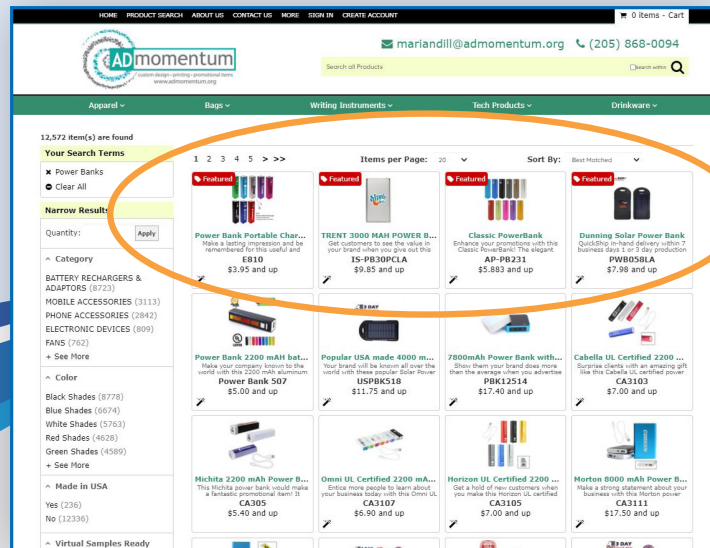 HOME PRODUCT SEARCH ABOUT US CONTACT US MORE SIGN IN CREATE ACCOUNT
0 items - Cart
ADmomentum
custom design - printing - promotional items
www.admomentum.org
mariandill@admomentum.org (205) 868-0094
Search all Products
Search within
Apparel Bags Writing Instruments Tech Products Drinkware
12,572 item(s) are found
Your Search Terms
Power Banks
Clear All
Narrow Results
Quantity: Apply
Category
BATTERY RECHARGERS &
ADAPTORS (8723)
MOBILE ACCESSORIES (3113)
PHONE ACCESSORIES (2842)
ELECTRONIC DEVICES (809)
FANS (762)
+ See More
Color
Black Shades (8778)
Blue Shades (6674)
White Shades (5763)
Red Shades (4628)
Green Shades (4589)
+ See More
Made in USA
Yes (236)
No (12336)
Virtual Samples Ready
1 2 3 4 5 > >> Items per Page: 20 Sort By: Best Matched
Featured
Power Bank Portable Char...
Make a lasting impression and be
remembered for this useful and
E810
$3.95 and up
Featured
TRENT 3000 MAH POWER B...
Get customers to see the value in
your brand when you give out this
IS-PB30PCLA
$9.85 and up
Featured
Classic PowerBank
Enhance your promotions with this
Classic PowerBank! The elegant
AP-PB231
$5.883 and up
Featured
Dunning Solar Power Bank
QuickShip in-hand delivery within 7
business days 1 or 3 day production
PWB058LA
$7.98 and up
Power Bank 2200 mAH bat...
Make your company known to the
world with this 2200 mAh aluminum
Power Bank 507
$5.00 and up
3 DAY
Popular USA made 4000 m...
Your brand will be known all over the
world with these popular Solar Power
USPBK518
$11.75 and up
7800mAh Power Bank with...
Show them your brand does more
than the average when you advertise
PBK12514
$17.40 and up
Cabella UL Certified 2200 ...
Surprise clients with an amazing gift
like this Cabella UL certified power
CA3103
$7.00 and up
Michita 2200 mAh Power B...
This Michita power bank would make
a fantastic promotional item! It
CA305
$5.40 and up
Omni UL Certified 2200 mA...
Entice more people to learn about
your business today with this Omni UL
CA3107
$6.90 and up
Horizon UL Certified 2200 ...
Get a hold of new customers when
you make this Horizon UL certified
CA3105
$7.00 and up
Morton 8000 mAh Power B...
Make a strong statement about your
business with this Morton power
CA3111
$17.50 and up
3 DAY